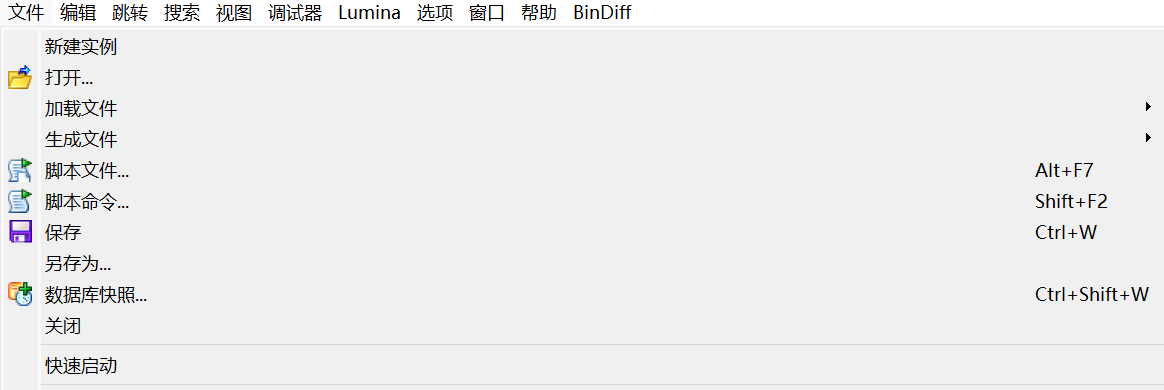 文件 编辑 跳转 搜索 视图 调试器 Lumina 选项 窗口 帮助 BinDiff
新建实例
打开...
加载文件
生成文件
脚本文件... Alt+F7
脚本命令... Shift+F2
保存 Ctrl+W
另存为...
数据库快照... Ctrl+Shift+W
关闭
快速启动